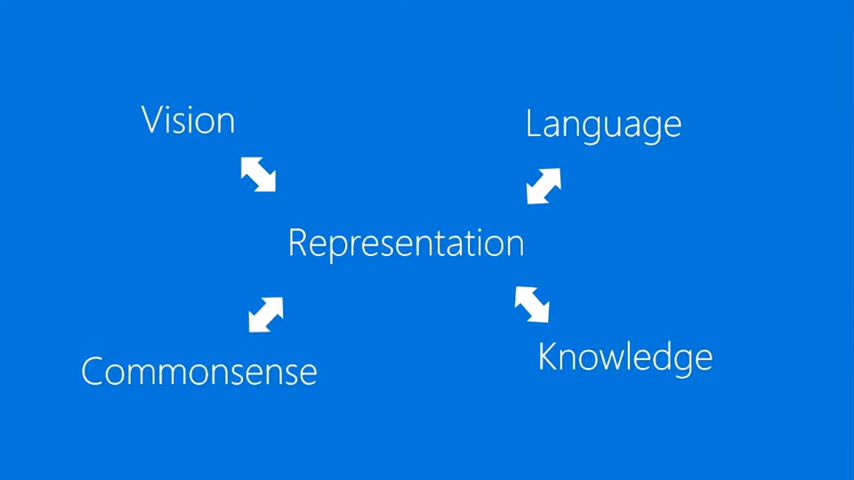 Vision
Language
Representation
Commonsense
Knowledge